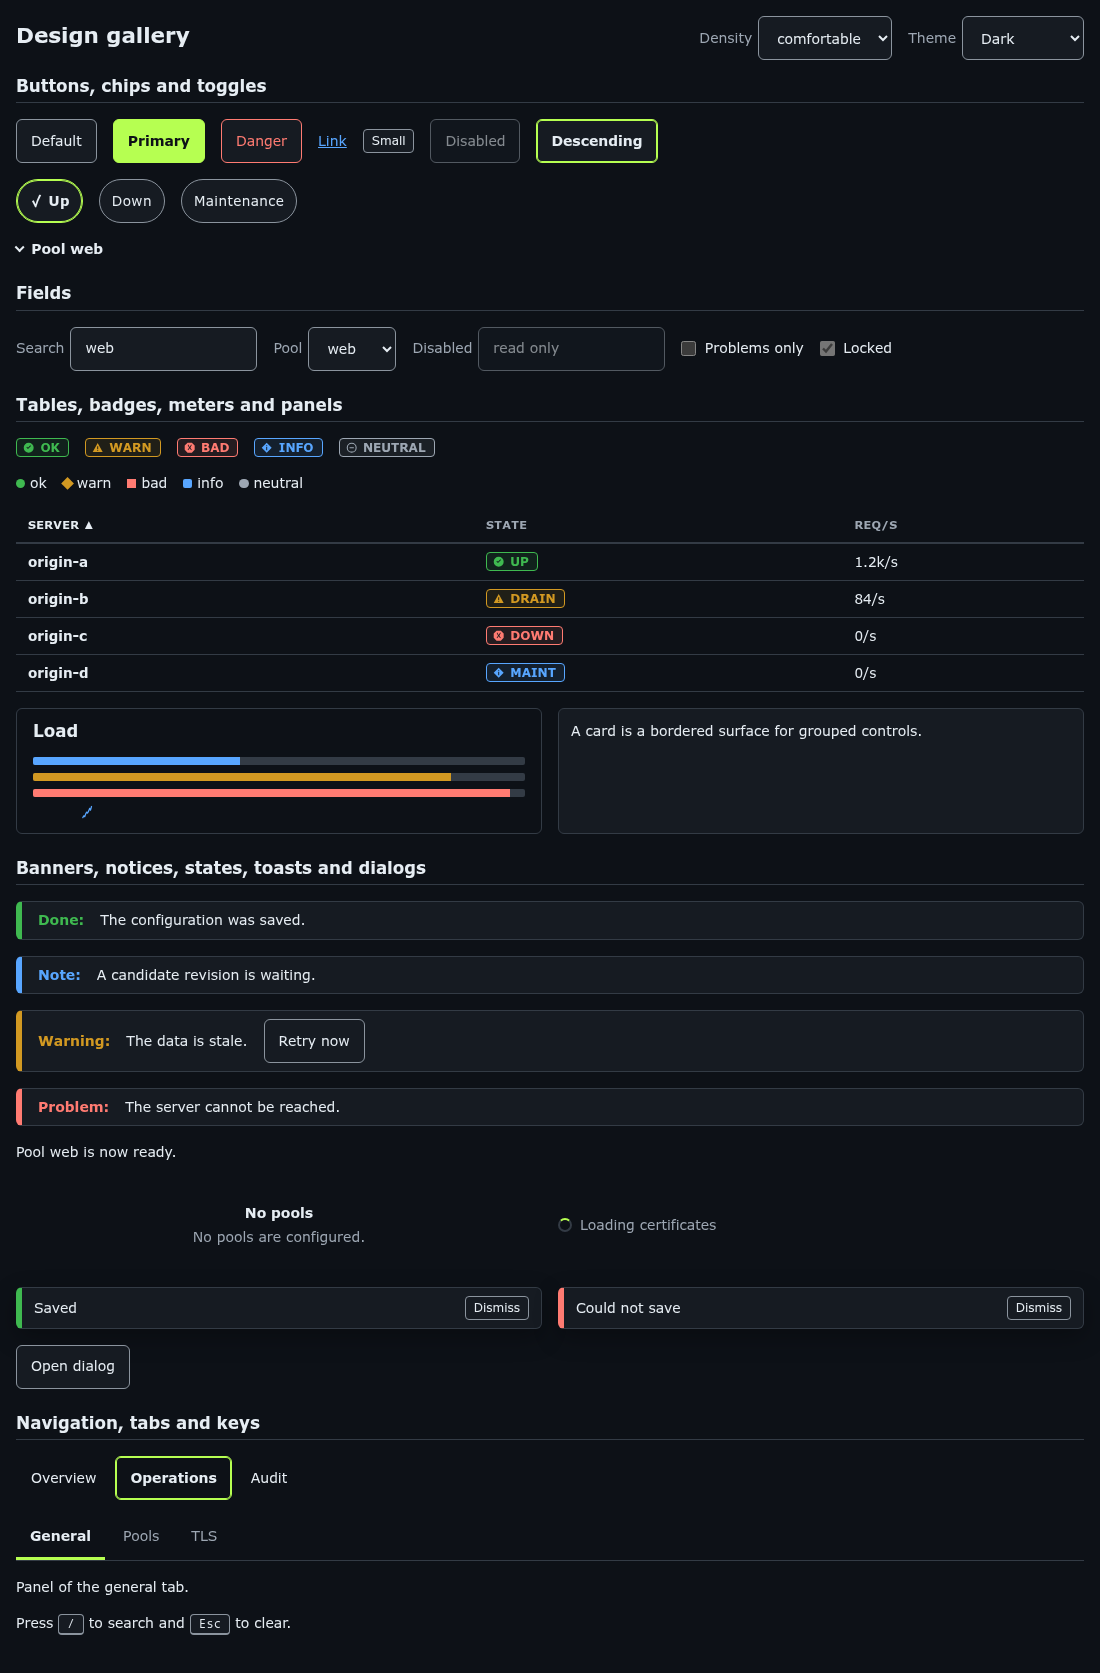 Design gallery
Density comfortable Theme Dark
Buttons, chips and toggles
Default Primary Danger Link Small Disabled Descending
✓ Up Down Maintenance
Pool web
Fields
Search web Pool web Disabled read only Problems only Locked
Tables, badges, meters and panels
OK WARN BAD INFO NEUTRAL
ok warn bad info neutral
SERVER ▲ STATE REQ/S
origin-a UP 1.2k/s
origin-b DRAIN 84/s
origin-c DOWN 0/s
origin-d MAINT 0/s
Load
A card is a bordered surface for grouped controls.
Banners, notices, states, toasts and dialogs
Done: The configuration was saved.
Note: A candidate revision is waiting.
Warning: The data is stale. Retry now
Problem: The server cannot be reached.
Pool web is now ready.
No pools
No pools are configured.
Loading certificates
Saved Dismiss
Could not save Dismiss
Open dialog
Navigation, tabs and keys
Overview Operations Audit
General Pools TLS
Panel of the general tab.
Press / to search and Esc to clear.